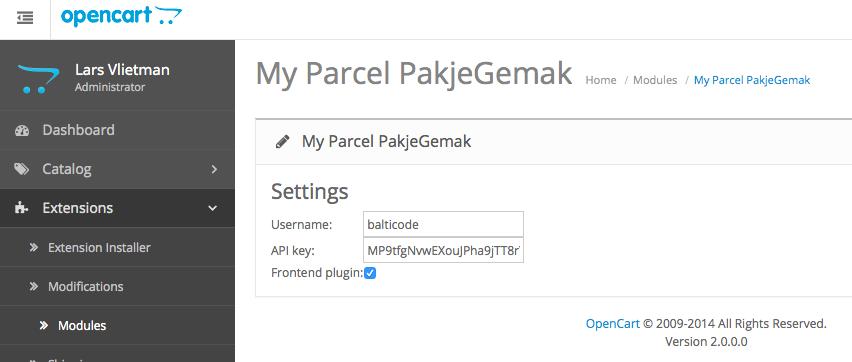 opencart
Lars Vlietman
Administrator
Dashboard
Catalog
Extensions
Extension Installer
Modifications
Modules
My Parcel PakjeGemak
Home / Modules / My Parcel PakjeGemak
My Parcel PakjeGemak
Settings
Username: balticode
API key: MP9tfgNvwEXouJPha9jTT8r
Frontend plugin:
OpenCart © 2009-2014 All Rights Reserved.
Version 2.0.0.0